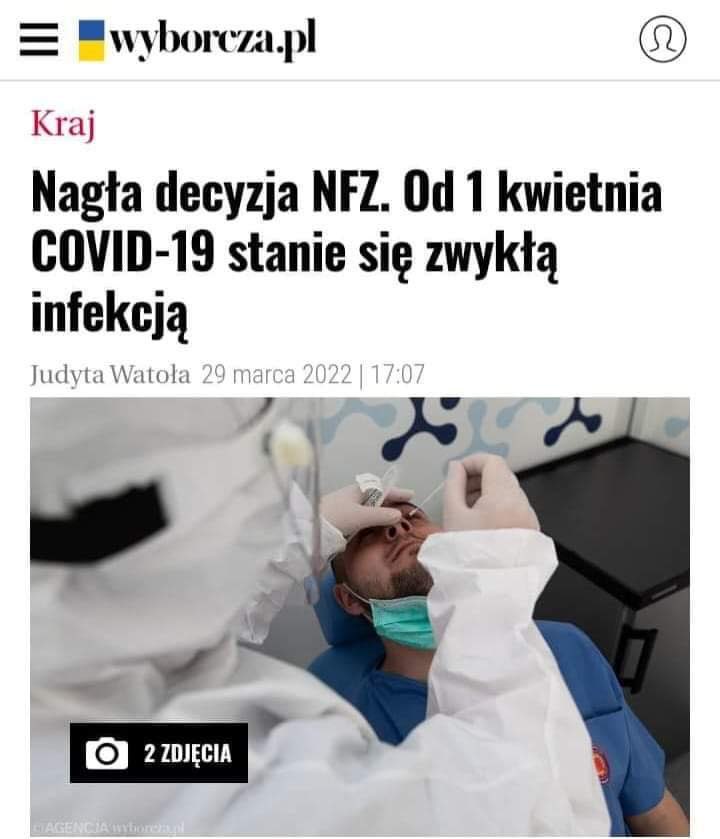 wyborcza.pl
Kraj
Nagła decyzja NFZ. Od 1 kwietnia
COVID-19 stanie się zwykłą
infekcją
Judyta Watoła 29 marca 2022 | 17:07
2 ZDJĘCIA
©AGENCJA wyborcza.pl